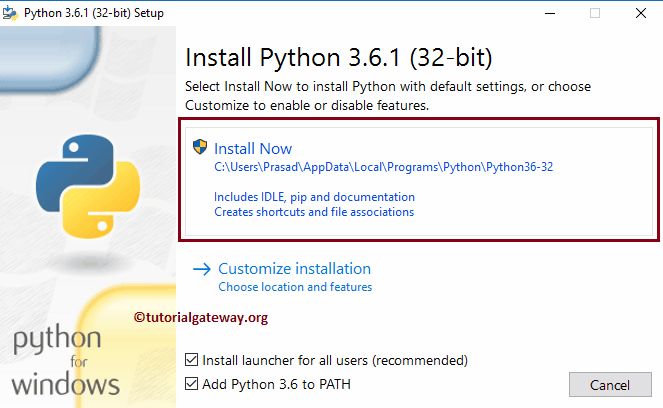 Python 3.6.1 (32-bit) Setup
Install Python 3.6.1 (32-bit)
Select Install Now to install Python with default settings, or choose
Customize to enable or disable features.
Install Now
C:\Users\Prasad\AppData\Local\Programs\Python\Python36-32
Includes IDLE, pip and documentation
Creates shortcuts and file associations
Customize installation
Choose location and features
©tutorialgateway.org
python
for
windows
Install launcher for all users (recommended)
Add Python 3.6 to PATH
Cancel